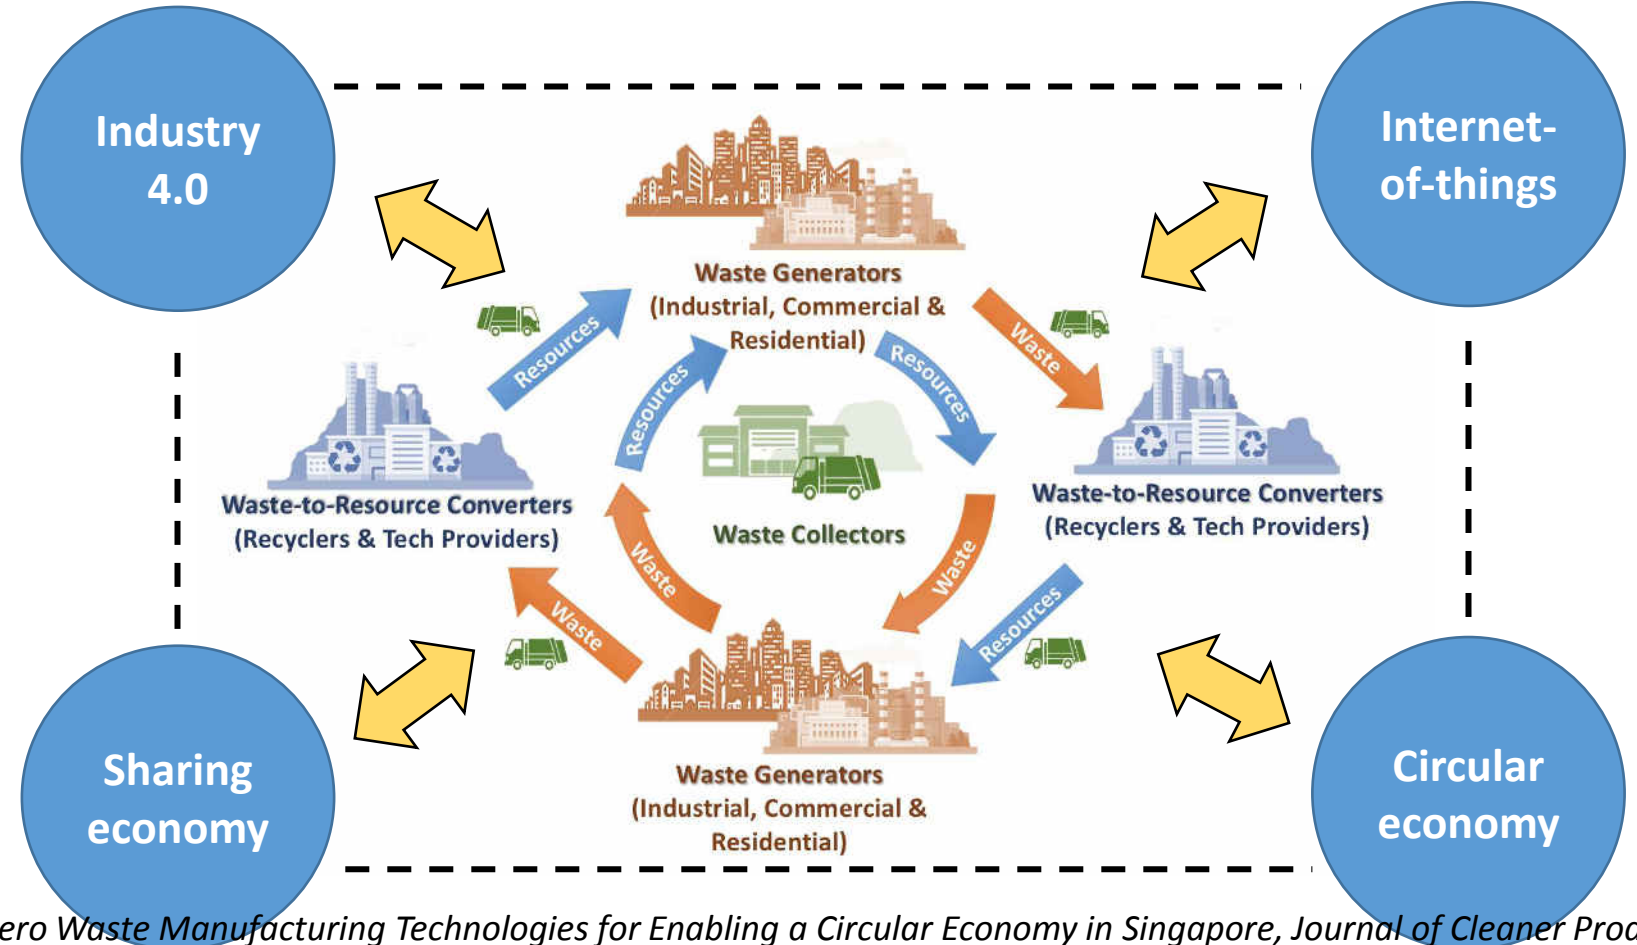 Industry
4.0
Internet-
of-things
Waste Generators
(Industrial, Commercial &
Residential)
Resources
Waste
Resources
Resources
Waste-to-Resource Converters
(Recyclers & Tech Providers)
Waste Collectors
Waste-to-Resource Converters
(Recyclers & Tech Providers)
Waste
Waste
Waste
Resources
Waste Generators
(Industrial, Commercial &
Residential)
Sharing
economy
Circular
economy
Waste Manufacturing Technologies for Enabling a Circular Economy in Singapore, Journal of Cleaner